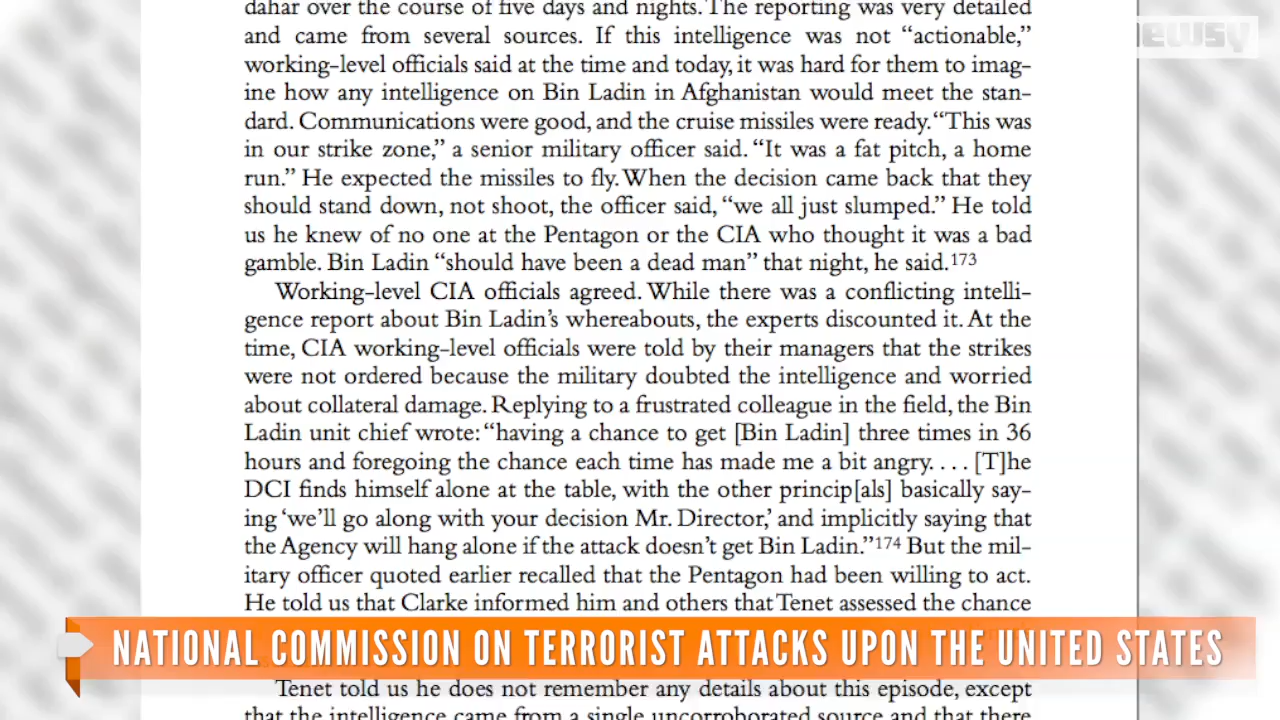 dahar over the course of five days and nights. The reporting was very detailed
and came from several sources. If this intelligence was not “actionable,”
working-level officials said at the time and today, it was hard for them to imag-
ine how any intelligence on Bin Ladin in Afghanistan would meet the stan-
dard. Communications were good, and the cruise missiles were ready. “This was
in our strike zone,” a senior military officer said. “It was a fat pitch, a home
run.” He expected the missiles to fly. When the decision came back that they
should stand down, not shoot, the officer said, “we all just slumped.” He told
us he knew of no one at the Pentagon or the CIA who thought it was a bad
gamble. Bin Ladin “should have been a dead man” that night, he said.173
Working-level CIA officials agreed. While there was a conflicting intelli-
gence report about Bin Ladin’s whereabouts, the experts discounted it. At the
time, CIA working-level officials were told by their managers that the strikes
were not ordered because the military doubted the intelligence and worried
about collateral damage. Replying to a frustrated colleague in the field, the Bin
Ladin unit chief wrote: “having a chance to get [Bin Ladin] three times in 36
hours and foregoing the chance each time has made me a bit angry. . . . [T]he
DCI finds himself alone at the table, with the other princip[als] basically say-
ing ‘we’ll go along with your decision Mr. Director,’ and implicitly saying that
the Agency will hang alone if the attack doesn’t get Bin Ladin.”174 But the mil-
itary officer quoted earlier recalled that the Pentagon had been willing to act.
He told us that Clarke informed him and others that Tenet assessed the chance
NATIONAL COMMISSION ON TERRORIST ATTACKS UPON THE UNITED STATES
Tenet told us he does not remember any details about this episode, except
that the intelligence came from a single uncorroborated source and that there
newsy